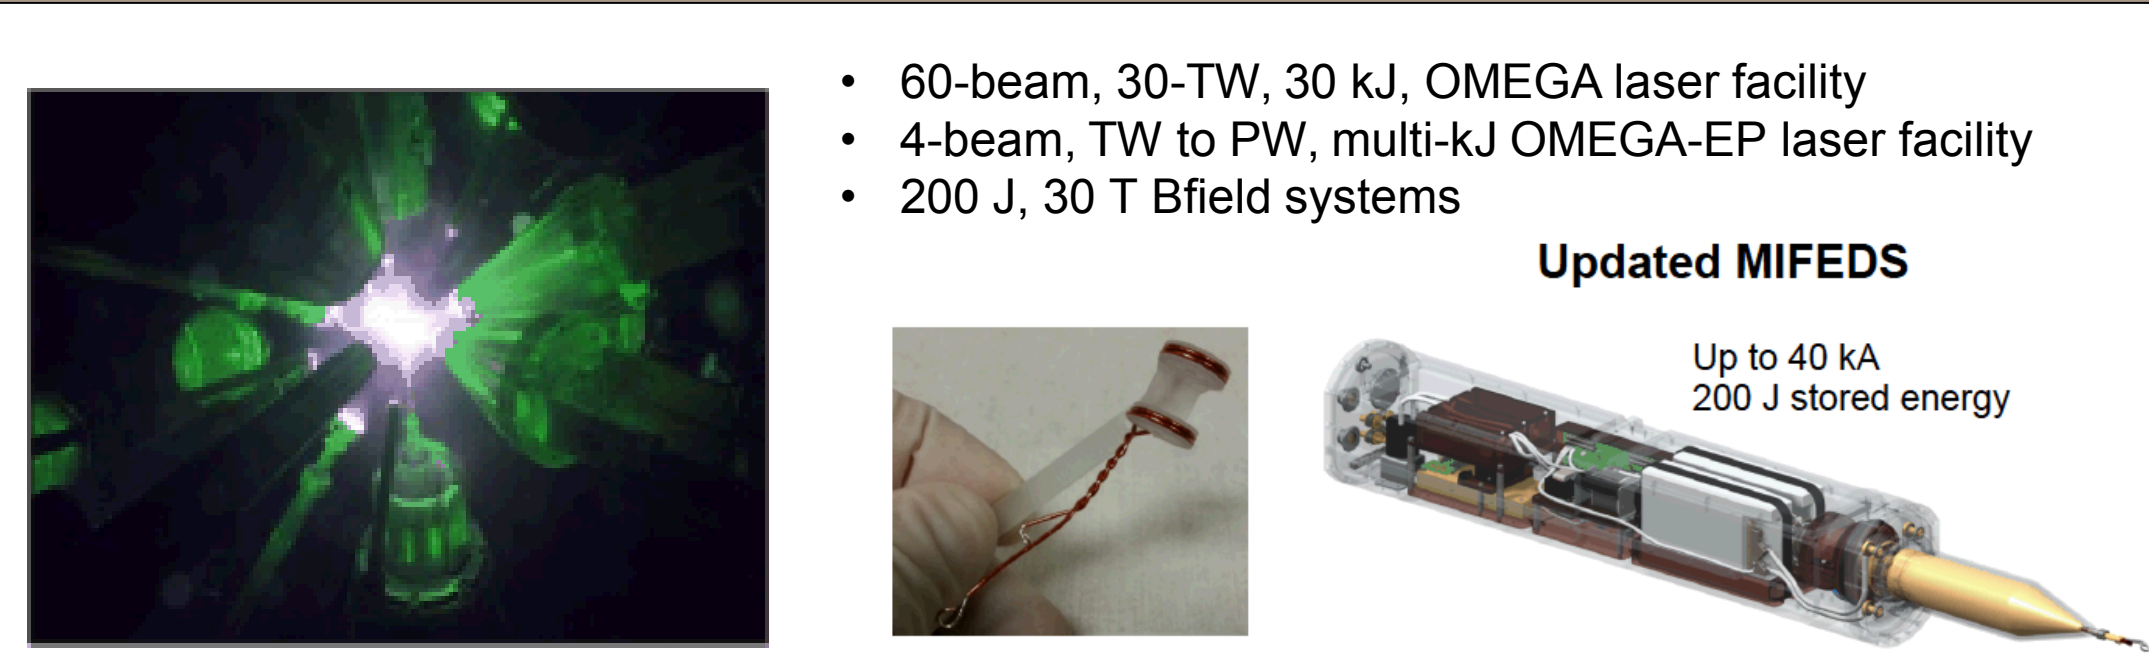 • 60-beam, 30-TW, 30 kJ, OMEGA laser facility
• 4-beam, TW to PW, multi-kJ OMEGA-EP laser facility
• 200 J, 30 T Bfield systems
Updated MIFEDS
Up to 40 kA
200 J stored energy